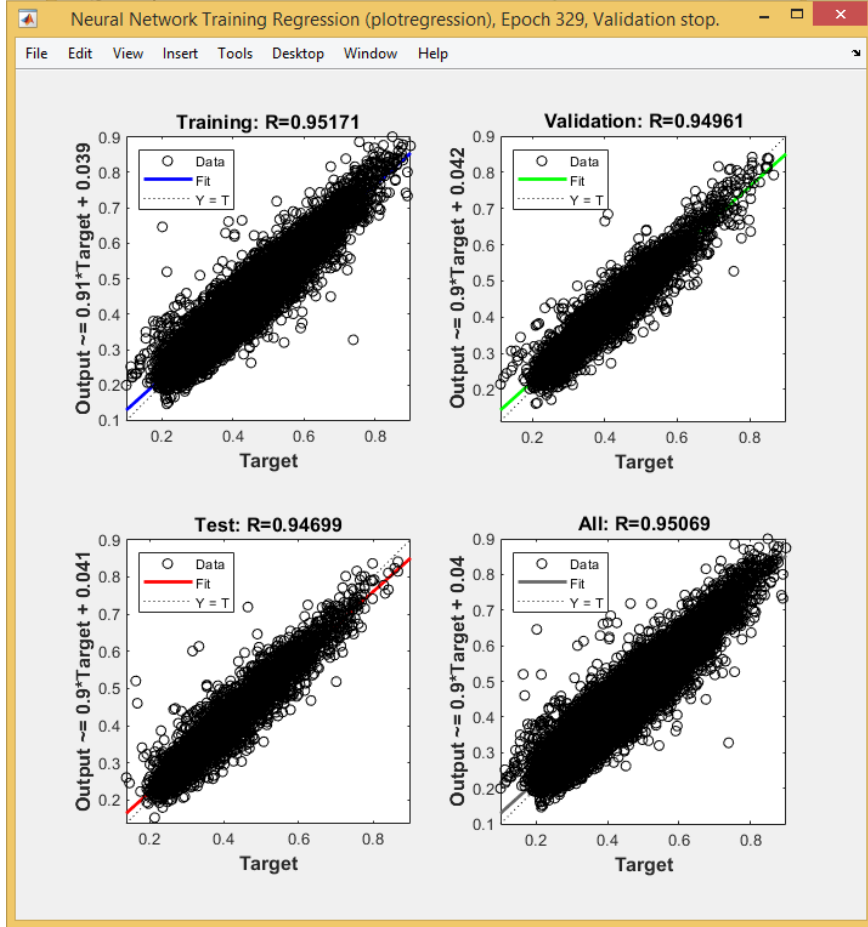 Neural Network Training Regression (plotregression), Epoch 329, Validation stop.
File Edit View Insert Tools Desktop Window Help
Training: R=0.95171
Output ~= 0.91*Target + 0.039
0.9
0.8
0.7
0.6
0.5
0.4
0.3
0.2
0.1
Data
Fit
Y = T
0.2 0.4 0.6 0.8
Target
Validation: R=0.94961
Output ~= 0.9*Target + 0.042
0.9
0.8
0.7
0.6
0.5
0.4
0.3
0.2
Data
Fit
Y = T
0.2 0.4 0.6 0.8
Target
Test: R=0.94699
Output ~= 0.9*Target + 0.041
0.9
0.8
0.7
0.6
0.5
0.4
0.3
0.2
Data
Fit
Y = T
0.2 0.4 0.6 0.8
Target
All: R=0.95069
Output ~= 0.9*Target + 0.04
0.9
0.8
0.7
0.6
0.5
0.4
0.3
0.2
0.1
Data
Fit
Y = T
0.2 0.4 0.6 0.8
Target